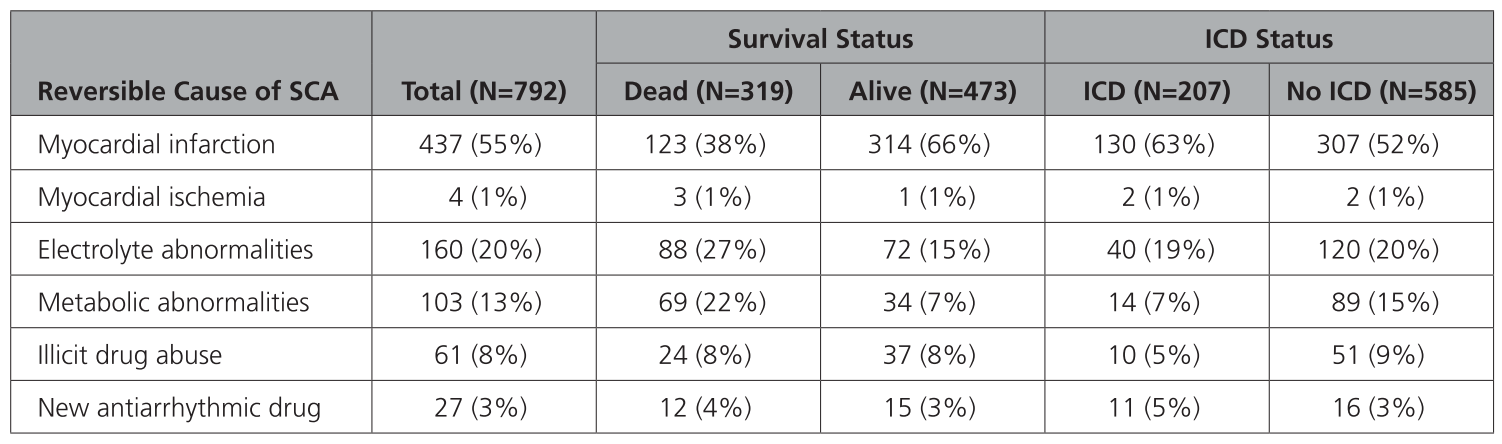 Survival Status ICD Status
Reversible Cause of SCA Total (N=792) Dead (N=319) Alive (N=473) ICD (N=207) No ICD (N=585)
Myocardial infarction 437 (55%) 123 (38%) 314 (66%) 130 (63%) 307 (52%)
Myocardial ischemia 4 (1%) 3 (1%) 1 (1%) 2 (1%) 2 (1%)
Electrolyte abnormalities 160 (20%) 88 (27%) 72 (15%) 40 (19%) 120 (20%)
Metabolic abnormalities 103 (13%) 69 (22%) 34 (7%) 14 (7%) 89 (15%)
Illicit drug abuse 61 (8%) 24 (8%) 37 (8%) 10 (5%) 51 (9%)
New antiarrhythmic drug 27 (3%) 12 (4%) 15 (3%) 11 (5%) 16 (3%)